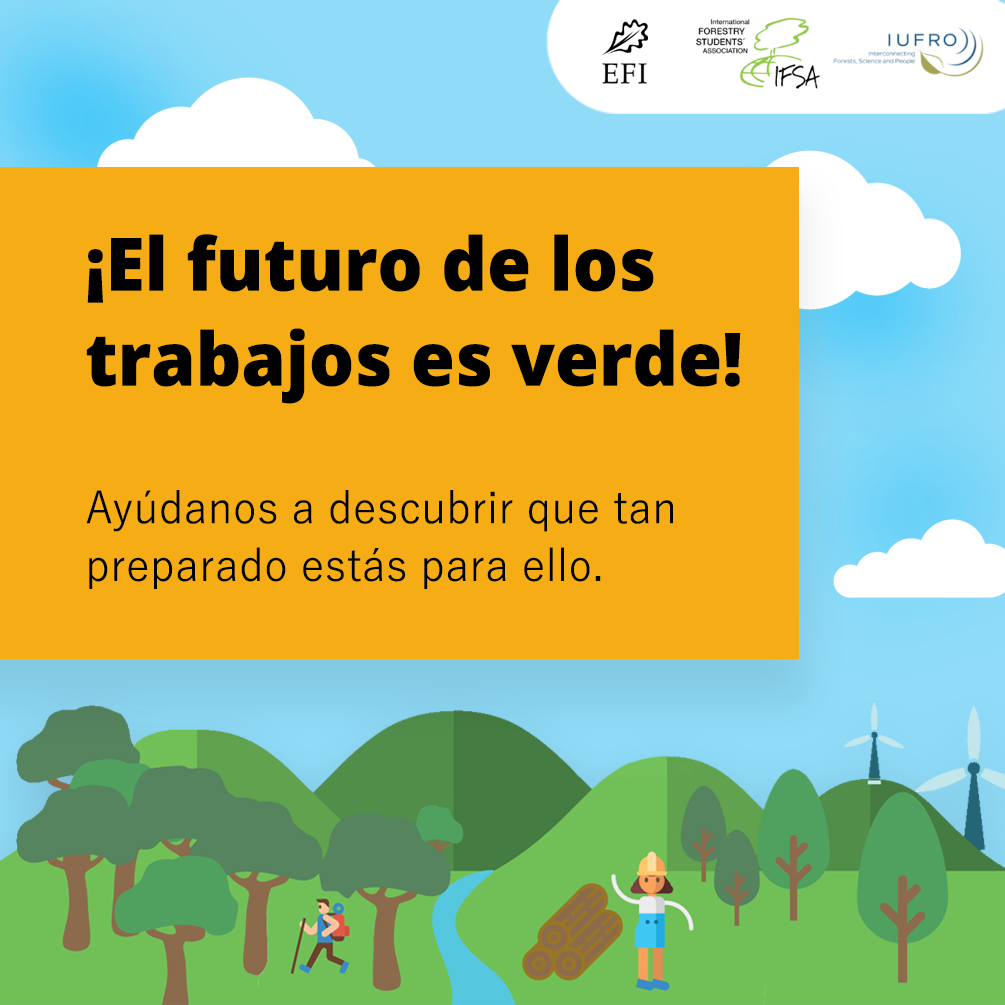 EFI
International
FORESTRY
STUDENTS'
ASSOCIATION
IFSA
IUFRO
Interconnecting
Forests, Science and People
¡El futuro de los
trabajos es verde!
Ayúdanos a descubrir que tan
preparado estás para ello.